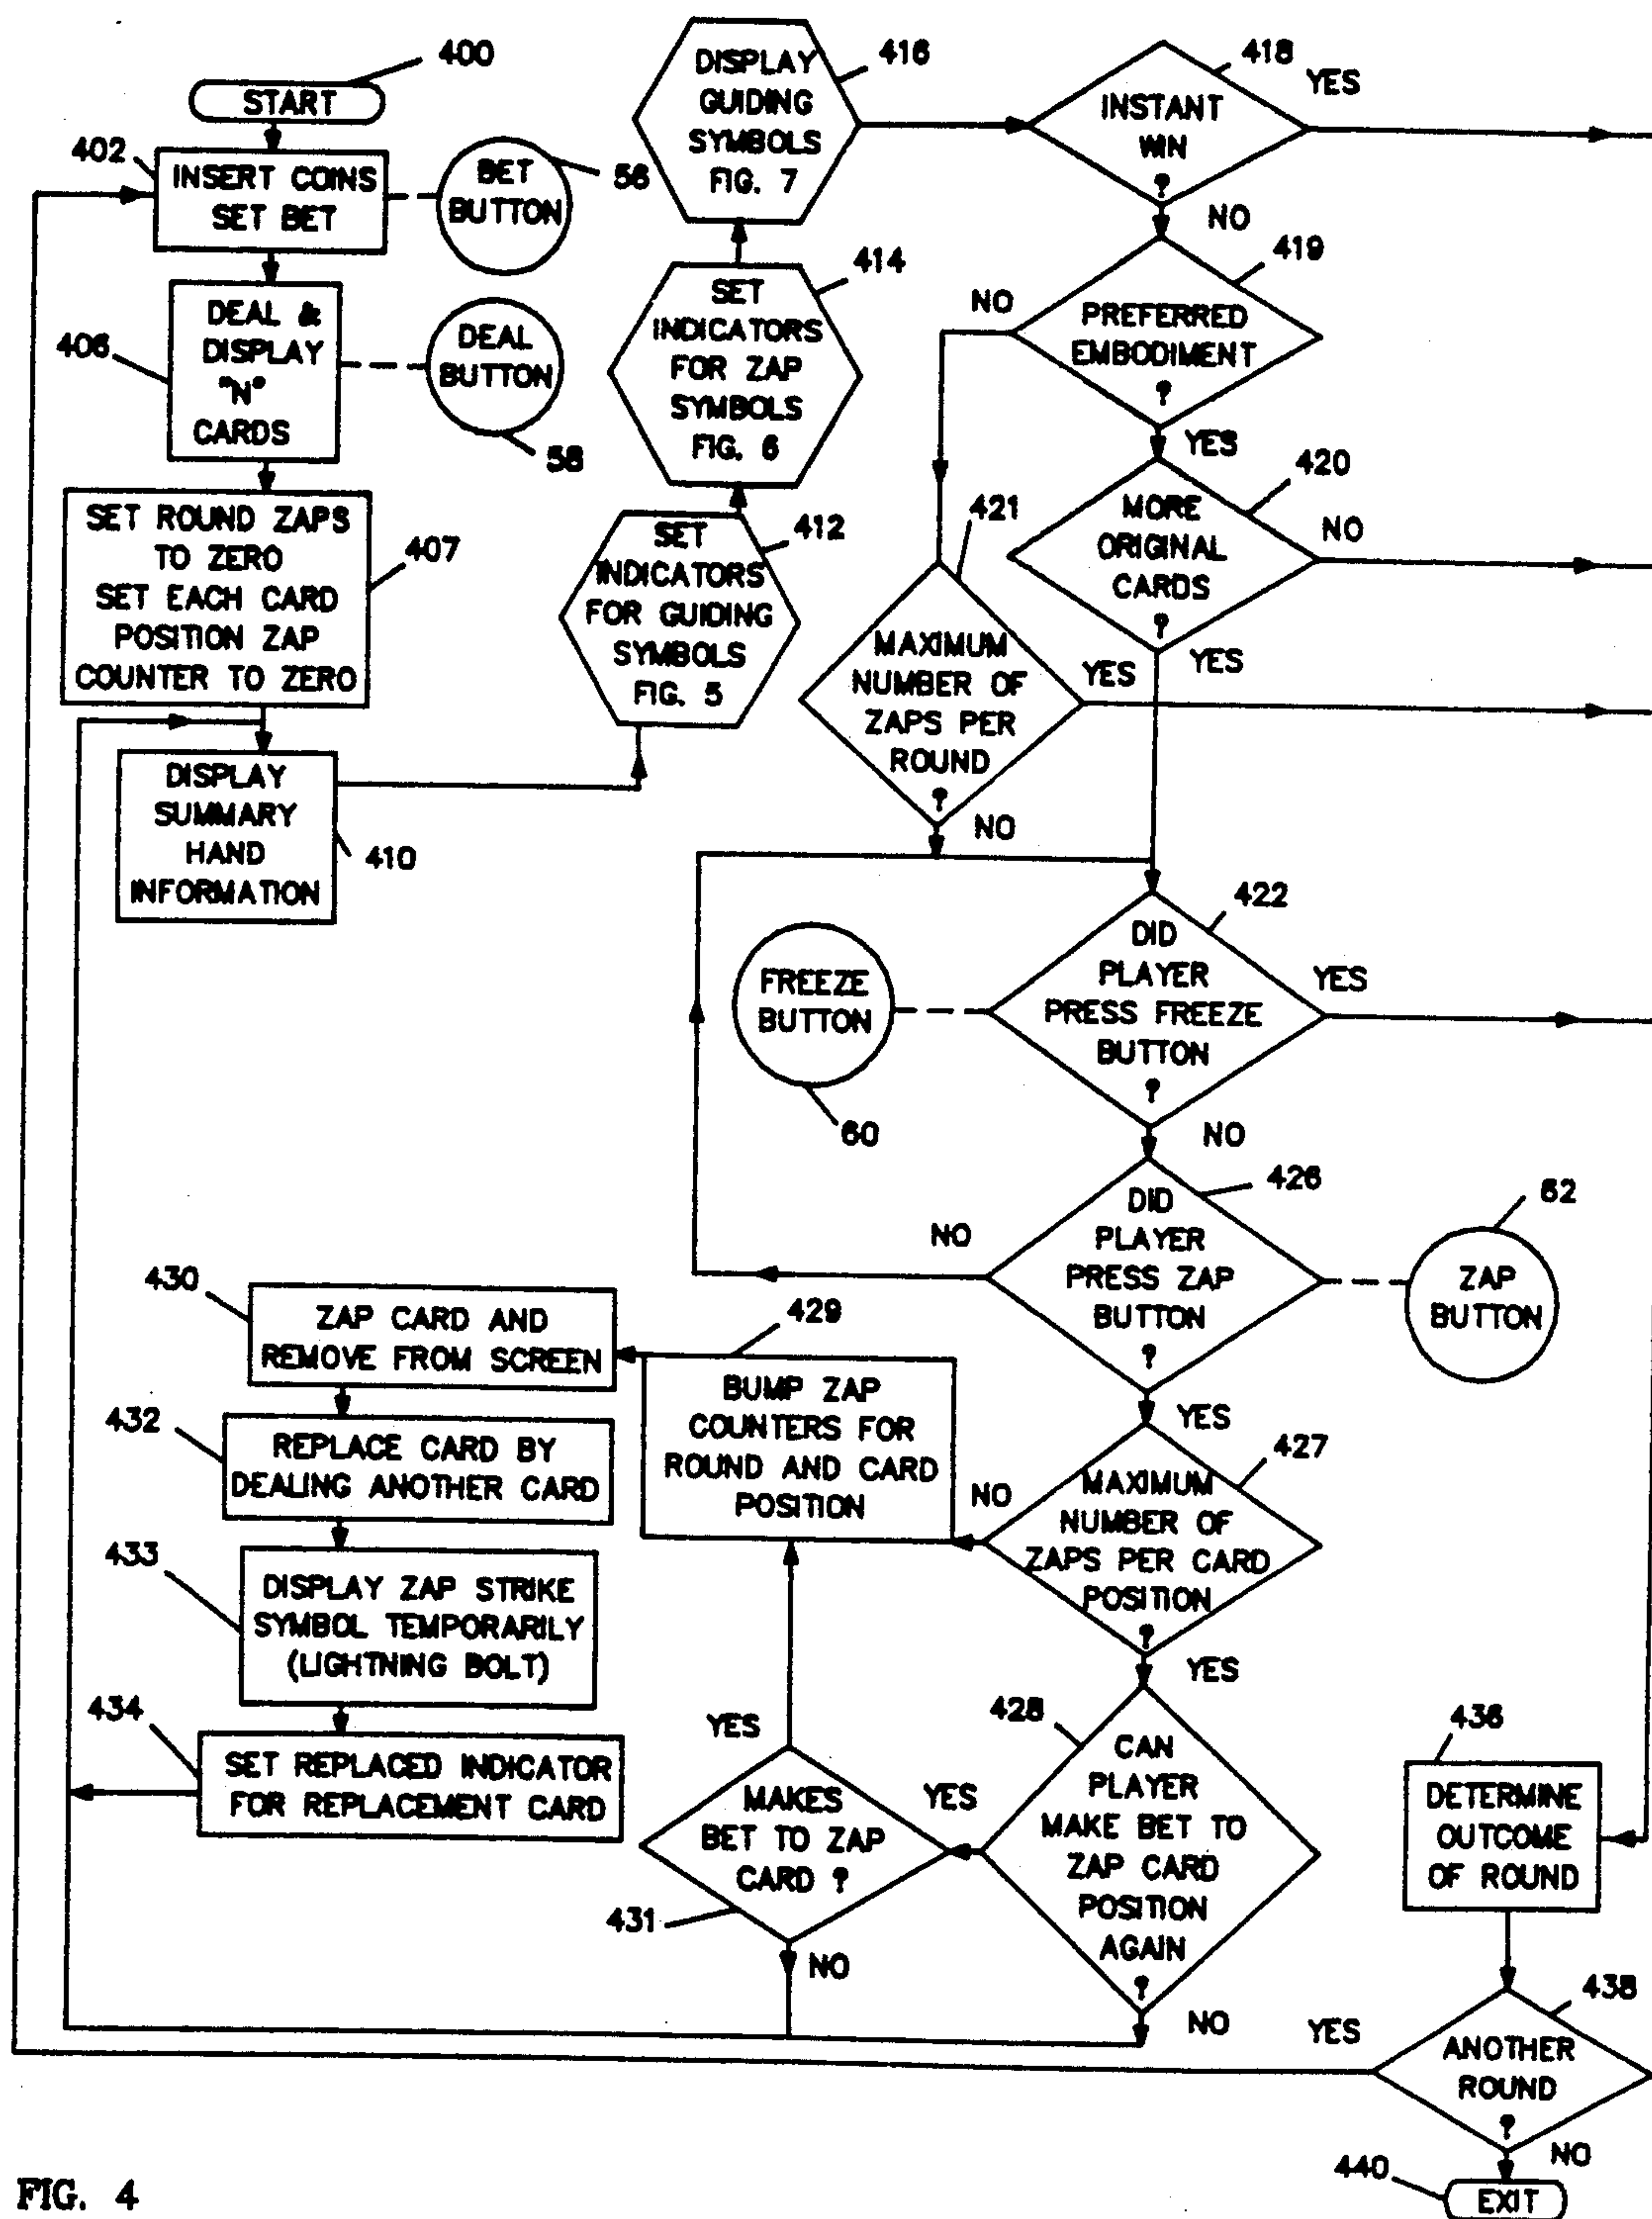 400
START
402
INSERT COINS
SET BET
BET
BUTTON
56
406
DEAL &
DISPLAY
"N"
CARDS
DEAL
BUTTON
58
SET ROUND ZAPS
TO ZERO
SET EACH CARD
POSITION ZAP
COUNTER TO ZERO
407
DISPLAY
SUMMARY
HAND
INFORMATION
410
SET
INDICATORS
FOR GUIDING
SYMBOLS
FIG. 5
412
SET
INDICATORS
FOR ZAP
SYMBOLS
FIG. 6
414
DISPLAY
GUIDING
SYMBOLS
FIG. 7
416
INSTANT
WIN
?
418
YES
NO
419
PREFERRED
EMBODIMENT
?
NO
YES
420
MORE
ORIGINAL
CARDS
?
NO
YES
421
MAXIMUM
NUMBER OF
ZAPS PER
ROUND
?
YES
NO
422
DID
PLAYER
PRESS FREEZE
BUTTON
?
YES
NO
FREEZE
BUTTON
60
426
DID
PLAYER
PRESS ZAP
BUTTON
?
NO
YES
62
ZAP
BUTTON
427
MAXIMUM
NUMBER OF
ZAPS PER CARD
POSITION
?
NO
YES
429
BUMP ZAP
COUNTERS FOR
ROUND AND CARD
POSITION
430
ZAP CARD AND
REMOVE FROM SCREEN
432
REPLACE CARD BY
DEALING ANOTHER CARD
433
DISPLAY ZAP STRIKE
SYMBOL TEMPORARILY
(LIGHTNING BOLT)
434
SET REPLACED INDICATOR
FOR REPLACEMENT CARD
428
CAN
PLAYER
MAKE BET TO
ZAP CARD
POSITION
AGAIN
?
YES
NO
YES
MAKES
BET TO ZAP
CARD ?
431
NO
436
DETERMINE
OUTCOME
OF ROUND
438
ANOTHER
ROUND
?
YES
NO
440
EXIT
FIG. 4